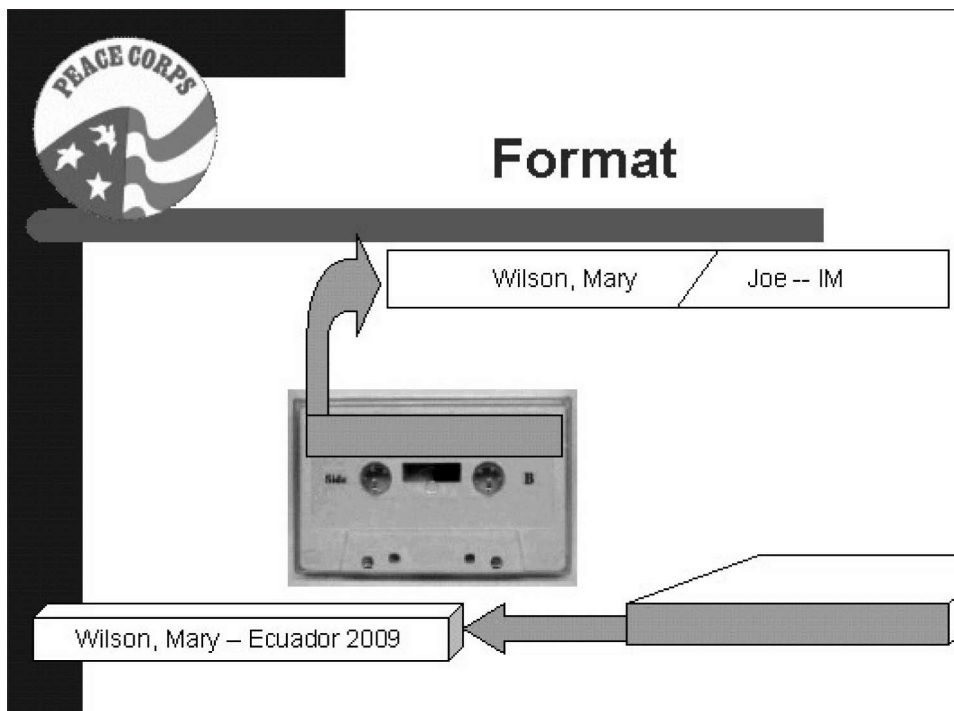 PEACE CORPS
Format
Wilson, Mary / Joe -- IM
Side B
Wilson, Mary – Ecuador 2009